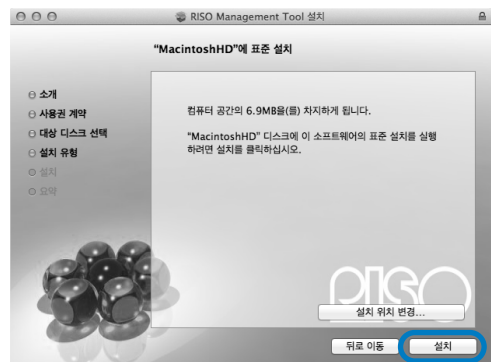 RISO Management Tool 설치
“MacintoshHD”에 표준 설치
소개
사용권 계약
대상 디스크 선택
설치 유형
설치
요약
컴퓨터 공간의 6.9MB을(를) 차지하게 됩니다.
“MacintoshHD” 디스크에 이 소프트웨어의 표준 설치를 실행
하려면 설치를 클릭하십시오.
RISO
설치 위치 변경...
뒤로 이동
설치